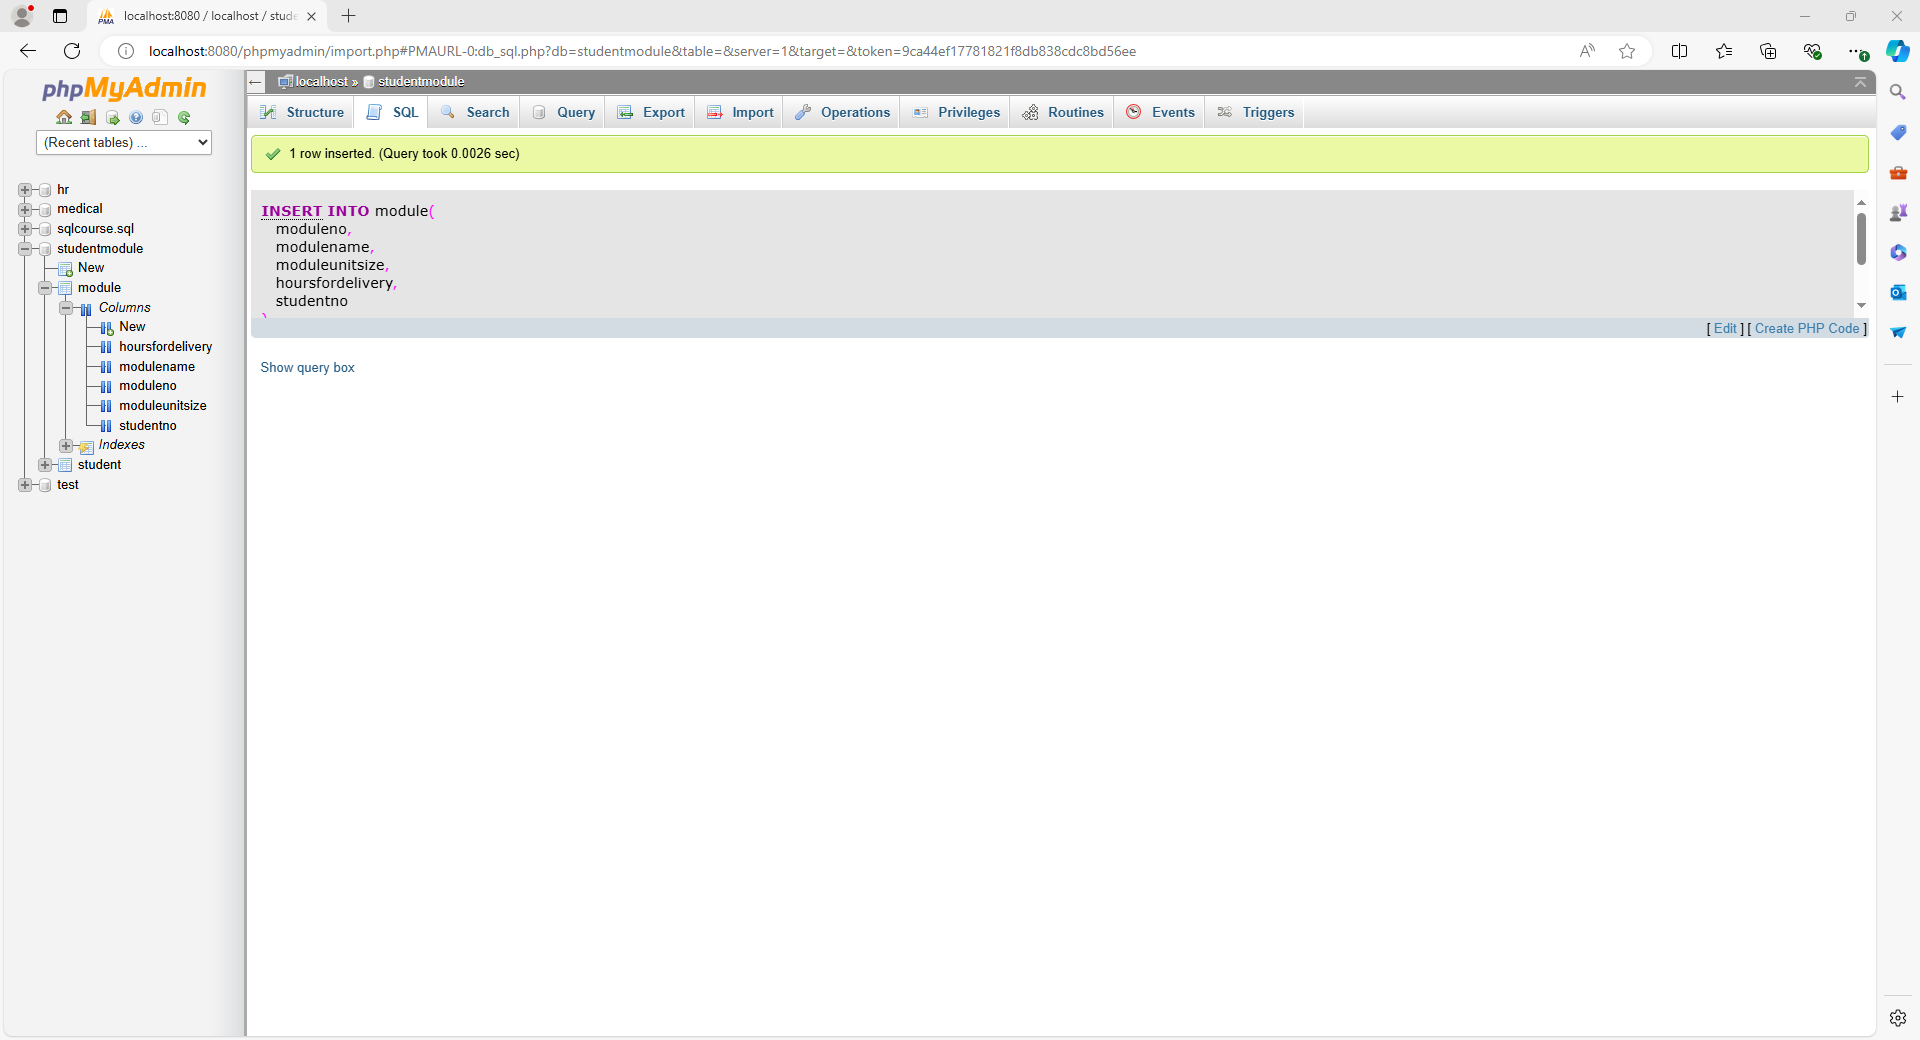 localhost:8080 / localhost / stude
localhost:8080/phpmyadmin/import.php#PMAURL-0:db_sql.php?db=studentmodule&table=&server=1&target=&token=9ca44ef17781821f8db838cdc8bd56ee
phpMyAdmin
(Recent tables) ...
hr
medical
sqlcourse.sql
studentmodule
New
module
Columns
New
hoursfordelivery
modulename
moduleno
moduleunitsize
studentno
Indexes
student
test
localhost » studentmodule
Structure SQL Search Query Export Import Operations Privileges Routines Events Triggers
1 row inserted. (Query took 0.0026 sec)
INSERT INTO module(
moduleno,
modulename,
moduleunitsize,
hoursfordelivery,
studentno
)
[ Edit ] [ Create PHP Code ]
Show query box